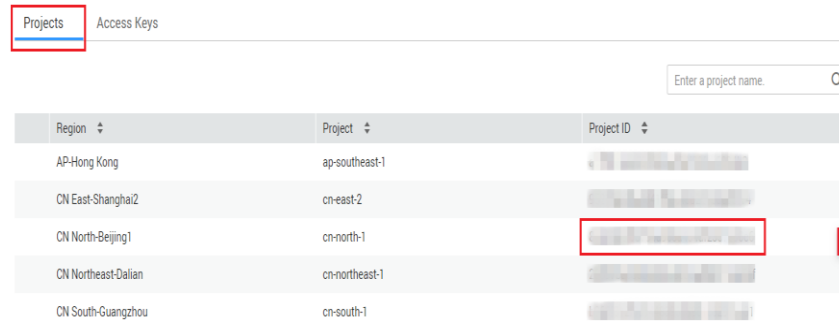 Projects Access Keys
Enter a project name.
Region Project Project ID
AP-Hong Kong ap-southeast-1
CN East-Shanghai2 cn-east-2
CN North-Beijing1 cn-north-1
CN Northeast-Dalian cn-northeast-1
CN South-Guangzhou cn-south-1